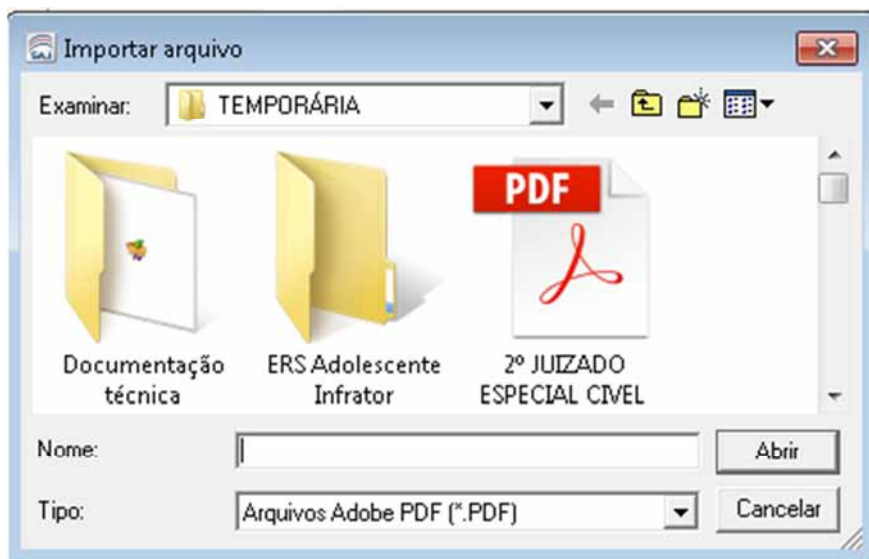 Importar arquivo
Examinar:
TEMPORÁRIA
PDF
Documentação
técnica
ERS Adolescente
Infrator
2º JUIZADO
ESPECIAL CIVEL
Nome:
Abrir
Tipo:
Arquivos Adobe PDF (*.PDF)
Cancelar